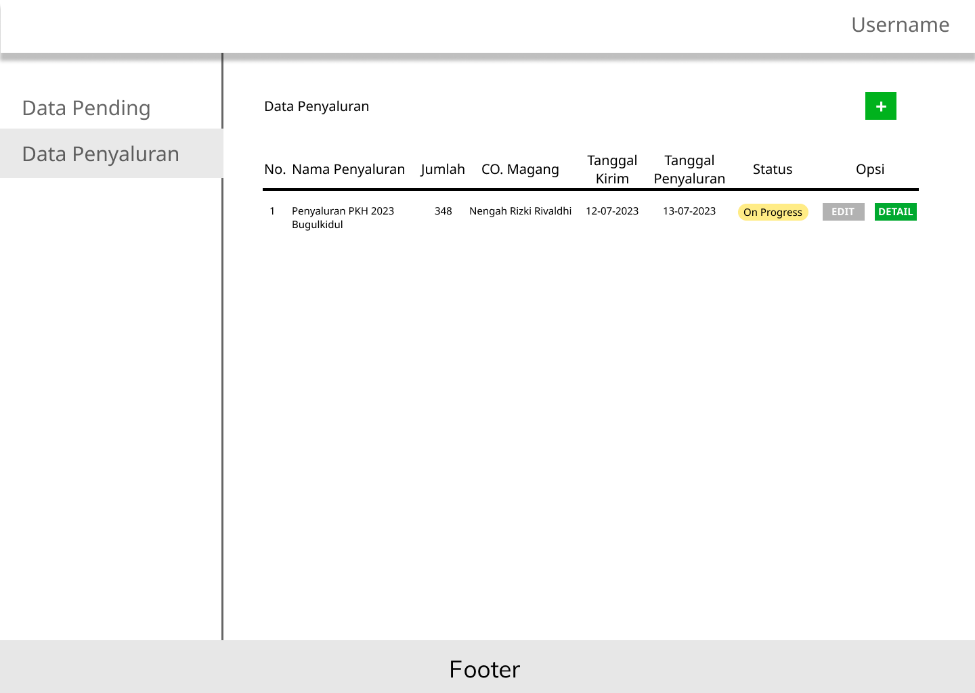 Username
Data Pending
Data Penyaluran
Data Penyaluran
+
No. Nama Penyaluran Jumlah CO. Magang Tanggal Kirim Tanggal Penyaluran Status Opsi
1 Penyaluran PKH 2023 348 Nengah Rizki Rivaldhi 12-07-2023 13-07-2023 On Progress EDIT DETAIL
Bugulkidul
Footer